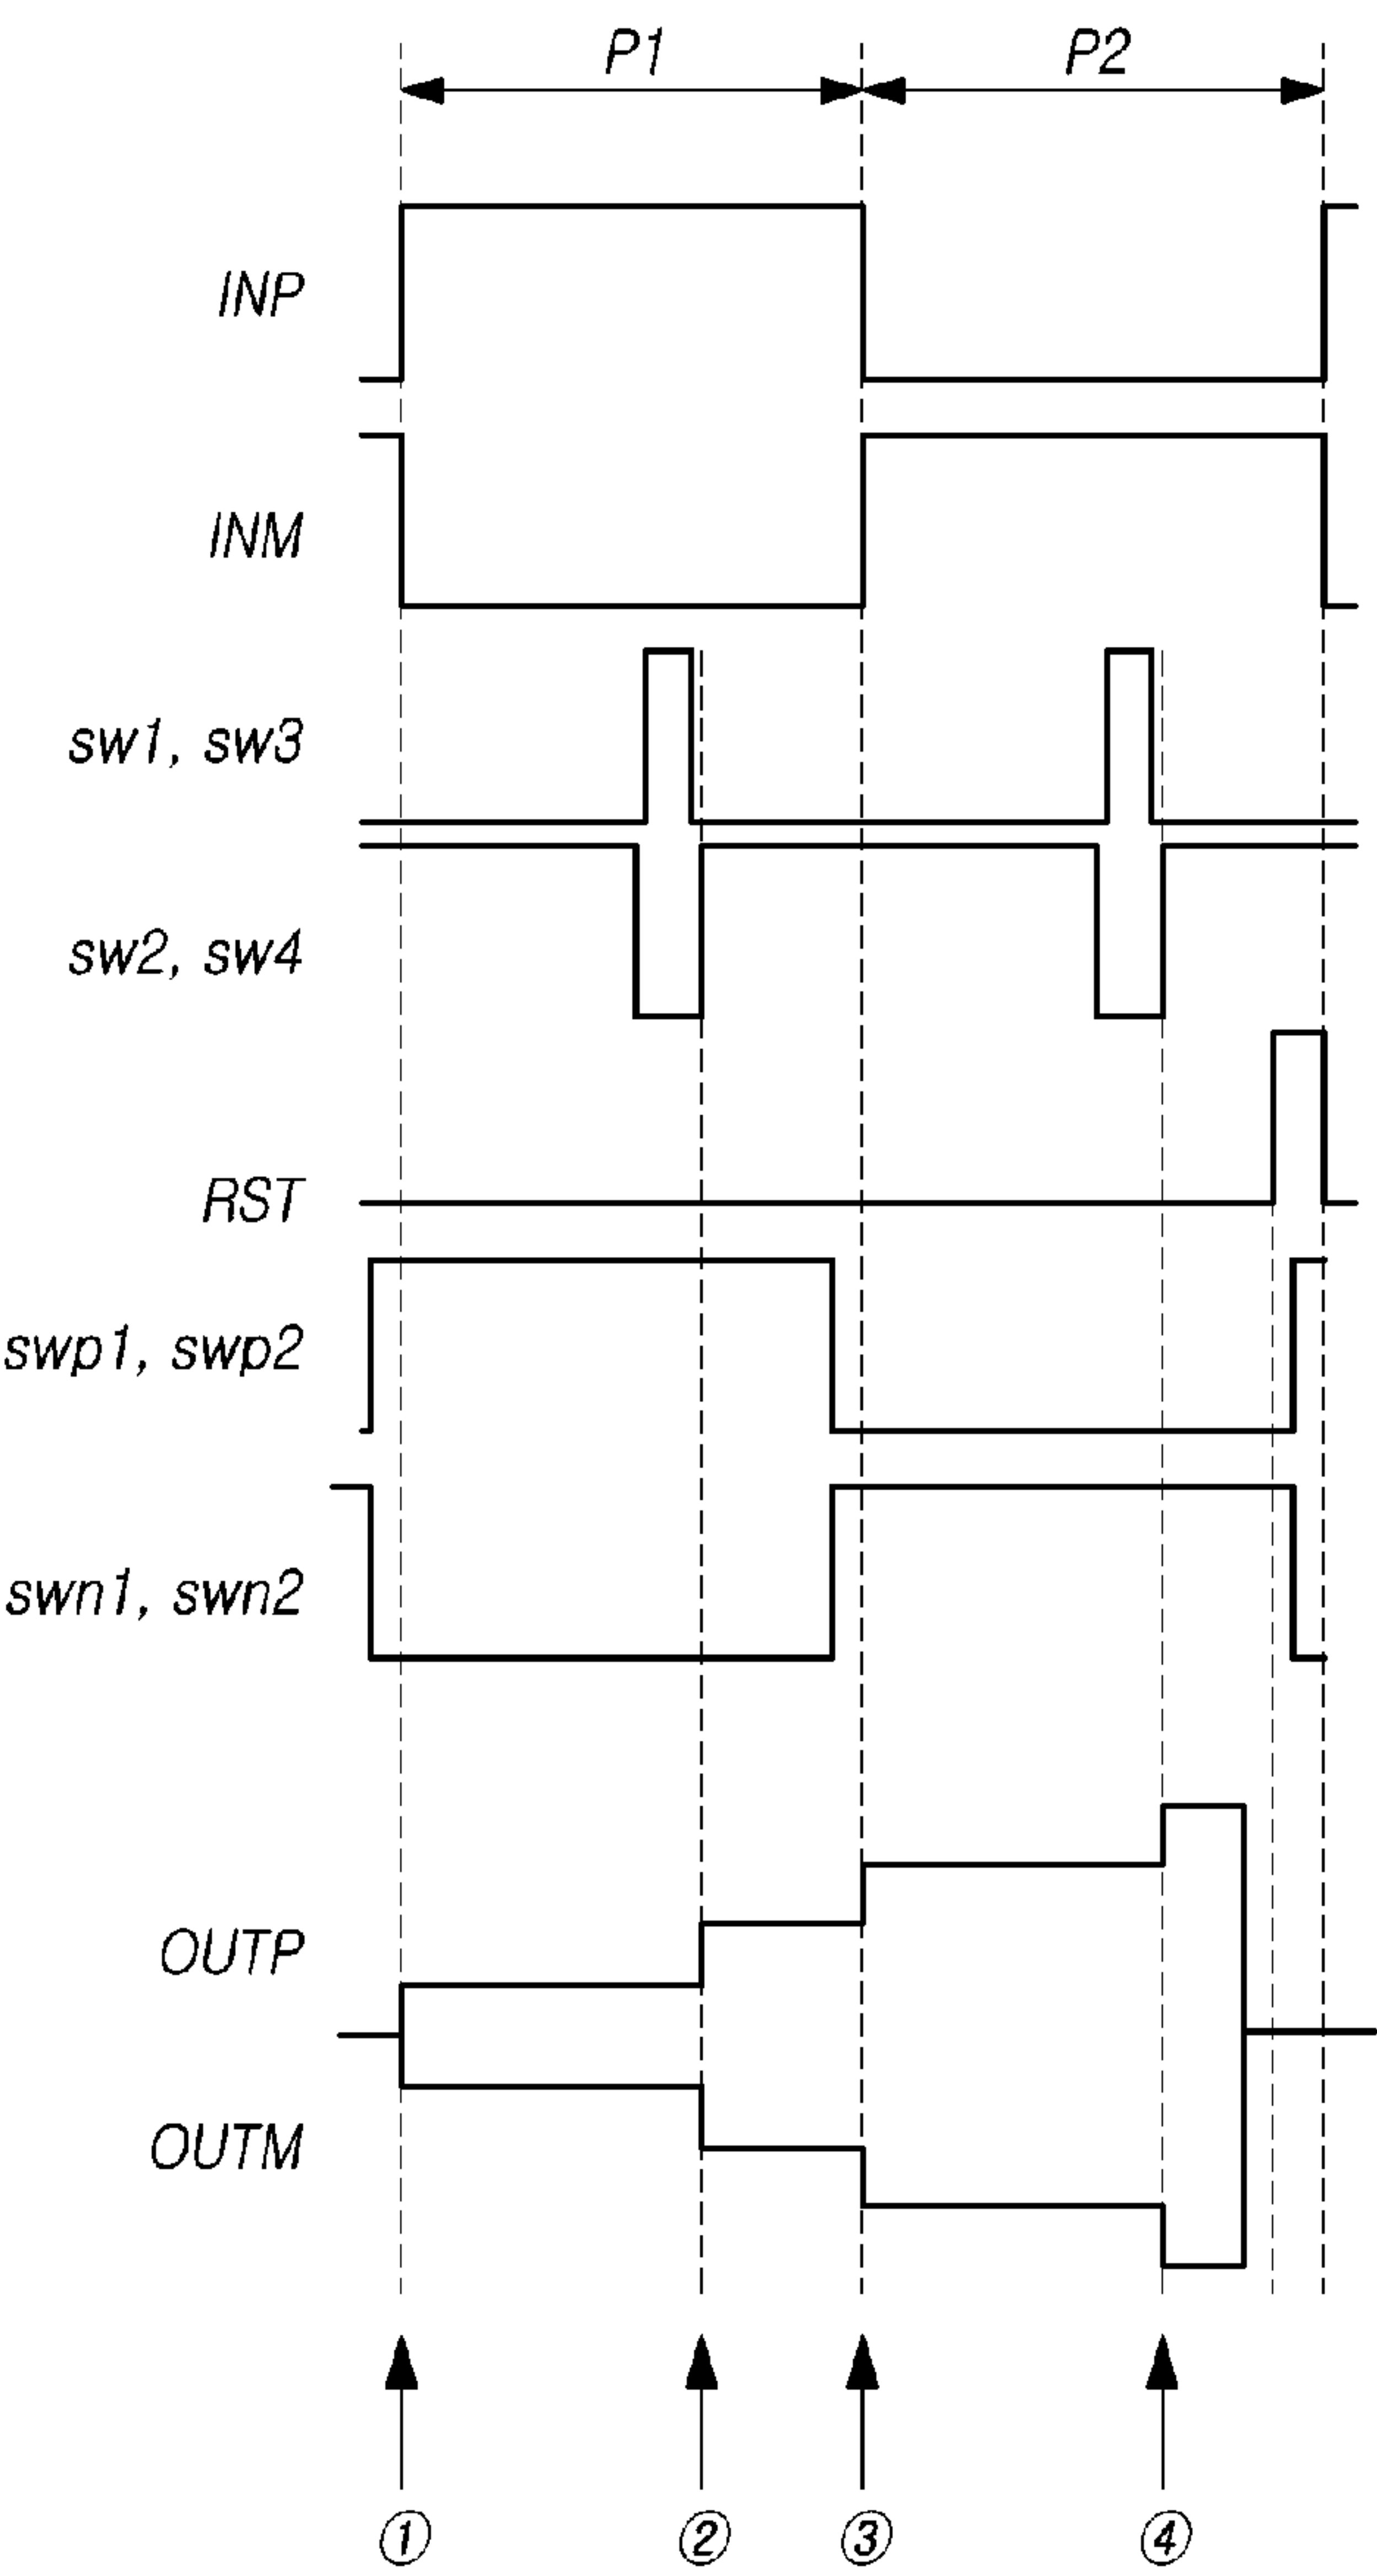 P1 P2
INP
INM
sw1, sw3
sw2, sw4
RST
swp1, swp2
swn1, swn2
OUTP
OUTM
① ② ③ ④